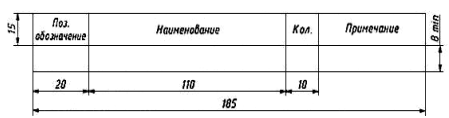 15
Поз. обозначение
Наименование
Кол.
Примечание
8 min
20
110
10
185